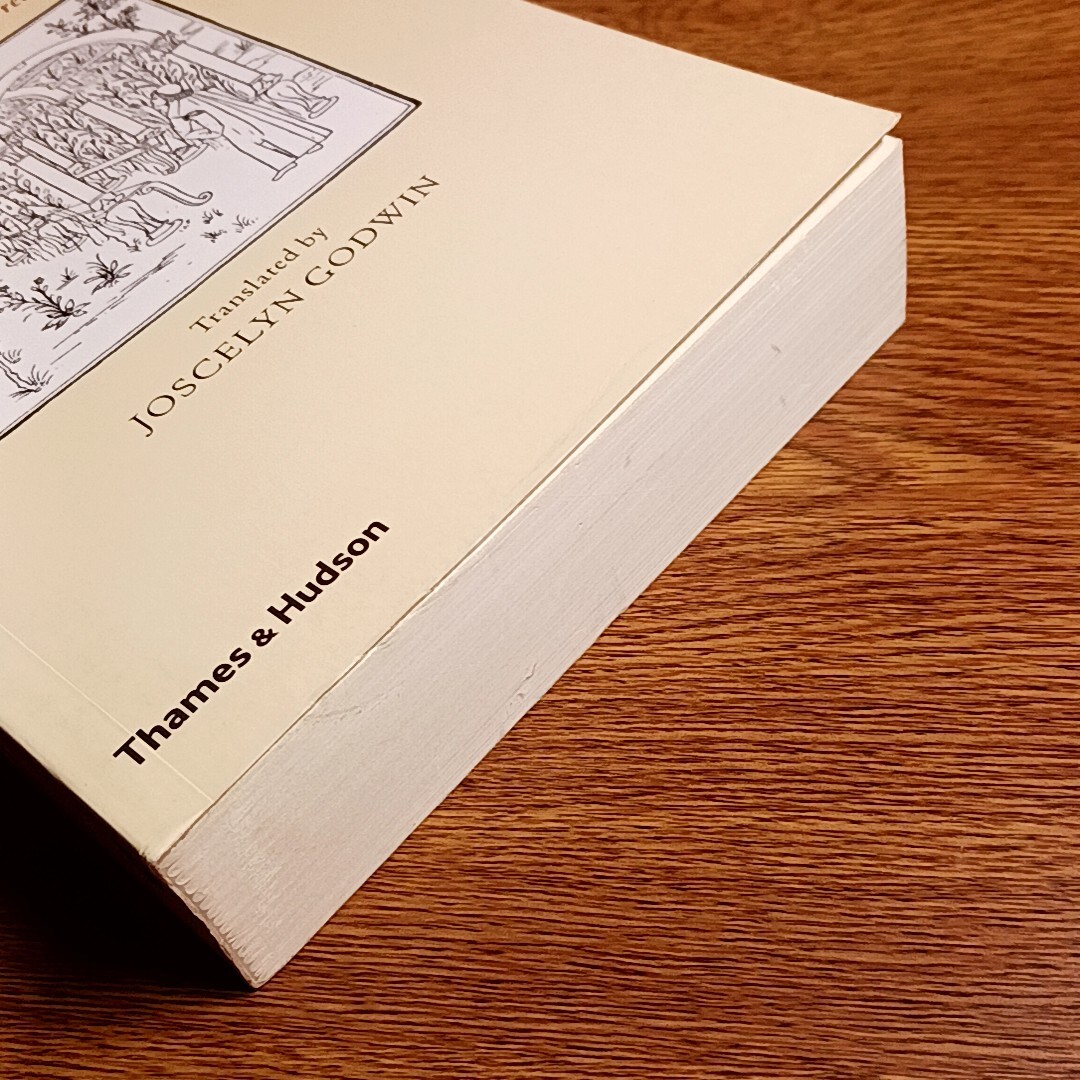 Translated by
JOSCELYN GODWIN
Thames & Hudson